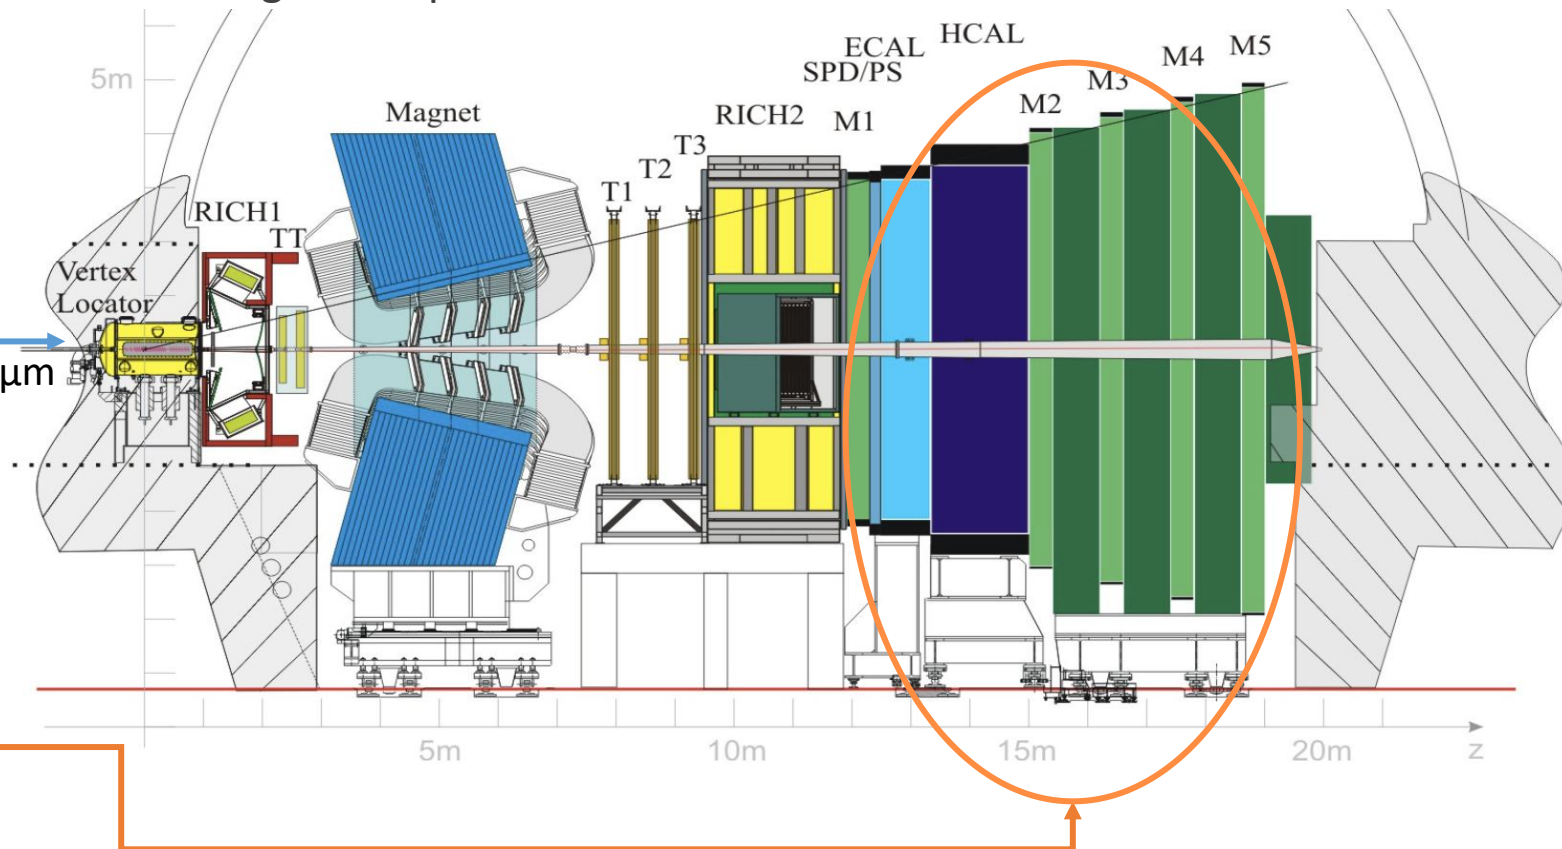 5m
ECAL
HCAL
SPD/PS
M1
M2
M3
M4
M5
Magnet
RICH2
T1
T2
T3
RICH1
TT
Vertex
Locator
μm
5m
10m
15m
20m
z